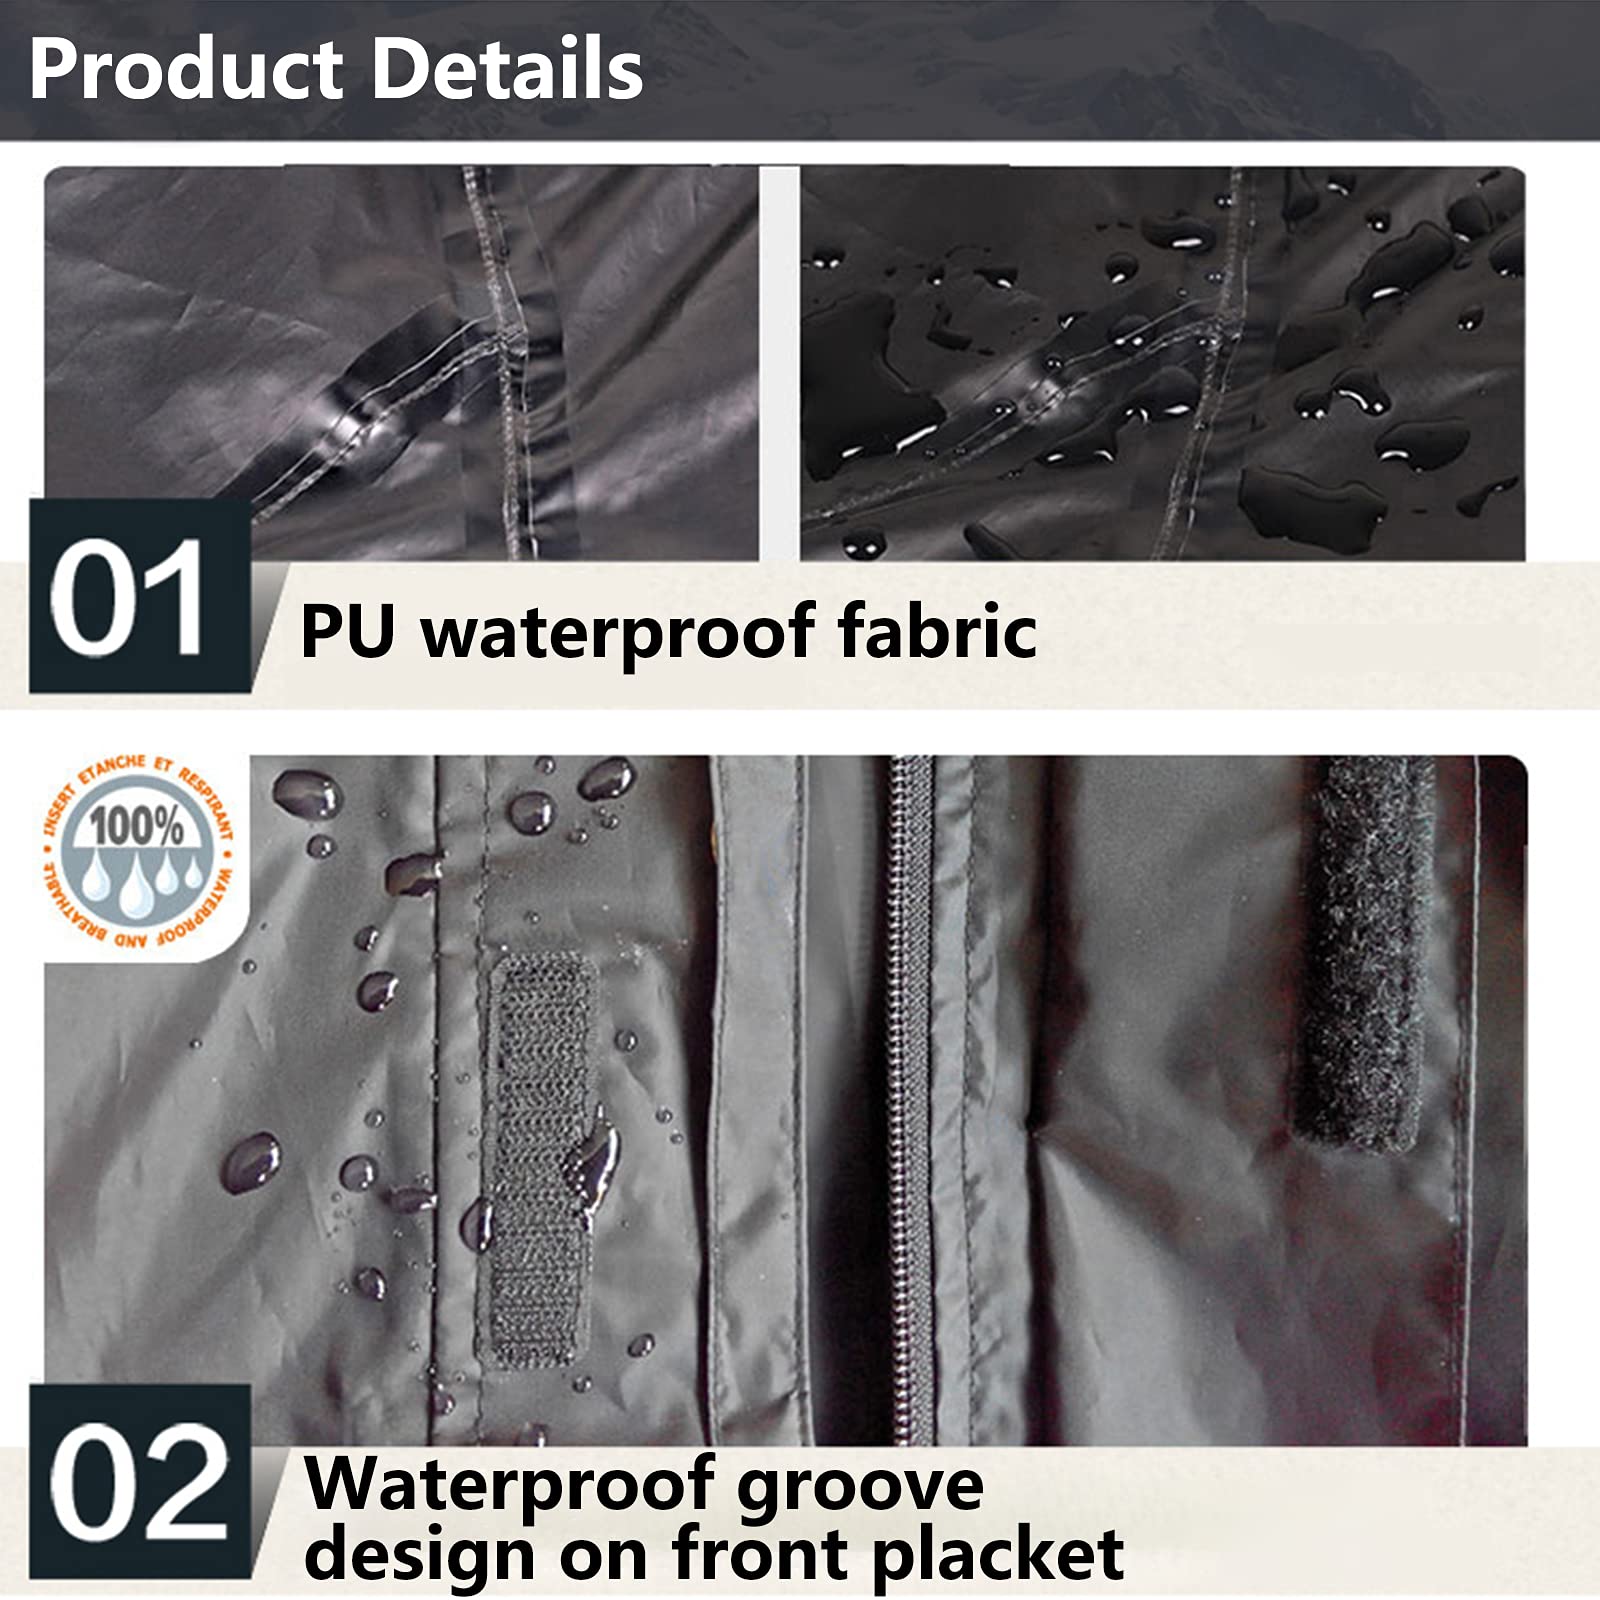 Product Details
01
PU waterproof fabric
INSERT ETANCHE ET RESPIRANT • WATERPROOF AND BREATHABLE •
100%
02
Waterproof groove
design on front placket